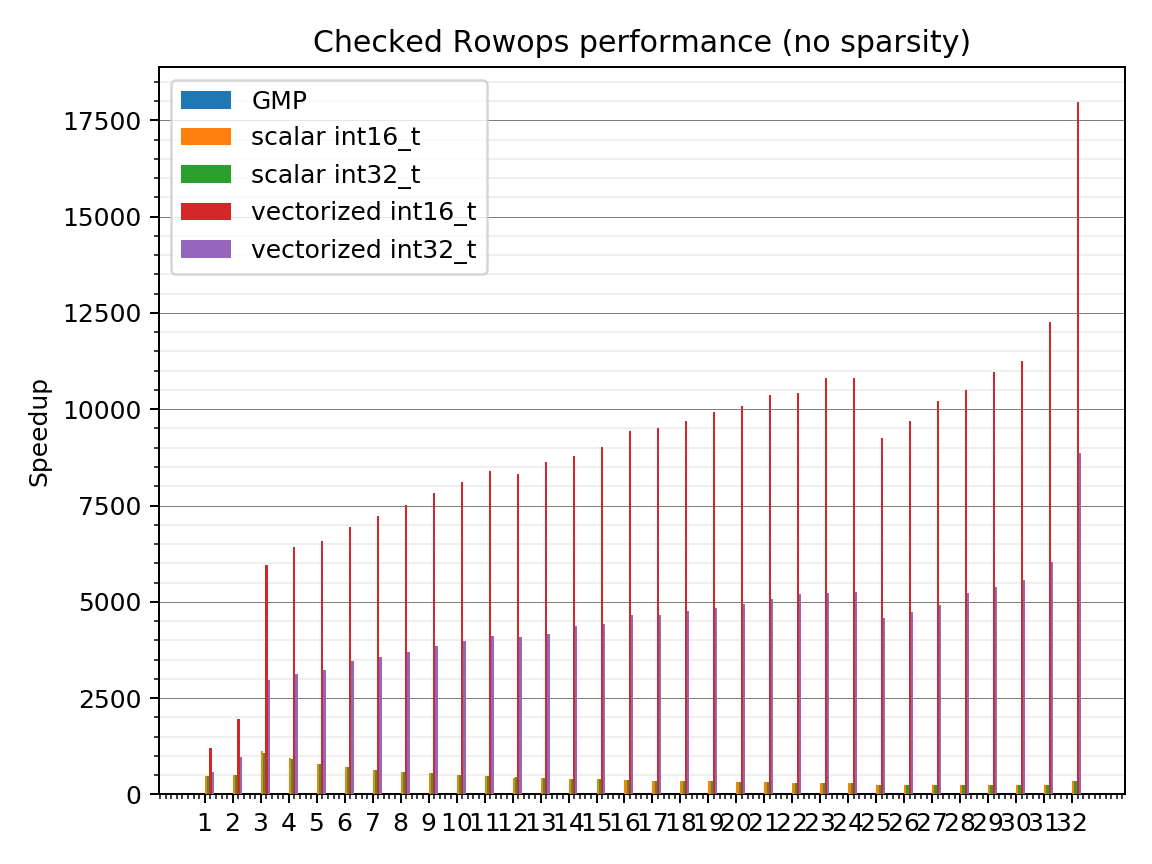 Checked Rowops performance (no sparsity)
GMP
scalar int16_t
scalar int32_t
vectorized int16_t
vectorized int32_t
Speedup
17500
15000
12500
10000
7500
5000
2500
0
1 2 3 4 5 6 7 8 9 10 11 12 13 14 15 16 17 18 19 20 21 22 23 24 25 26 27 28 29 30 31 32